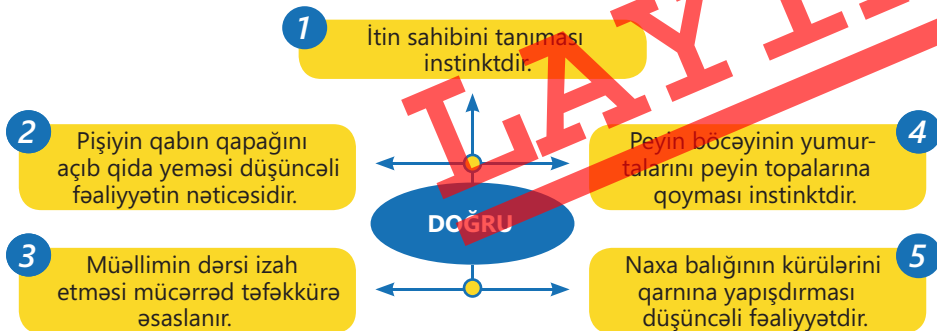 1
İtin sahibini tanıması
instinktdir.
2
Pişiyin qabın qapağını
açıb qida yeməsi düşüncəli
fəaliyyətin nəticəsidir.
4
Peyin böcəyinin yumur-
talarını peyin topalarına
qoyması instinktdir.
DOĞRU
3
Müəllimin dərsi izah
etməsi mücərrəd təfəkkürə
əsaslanır.
5
Naxa balığının kürülərini
qarnına yapışdırması
düşüncəli fəaliyyətdir.
LAYİ